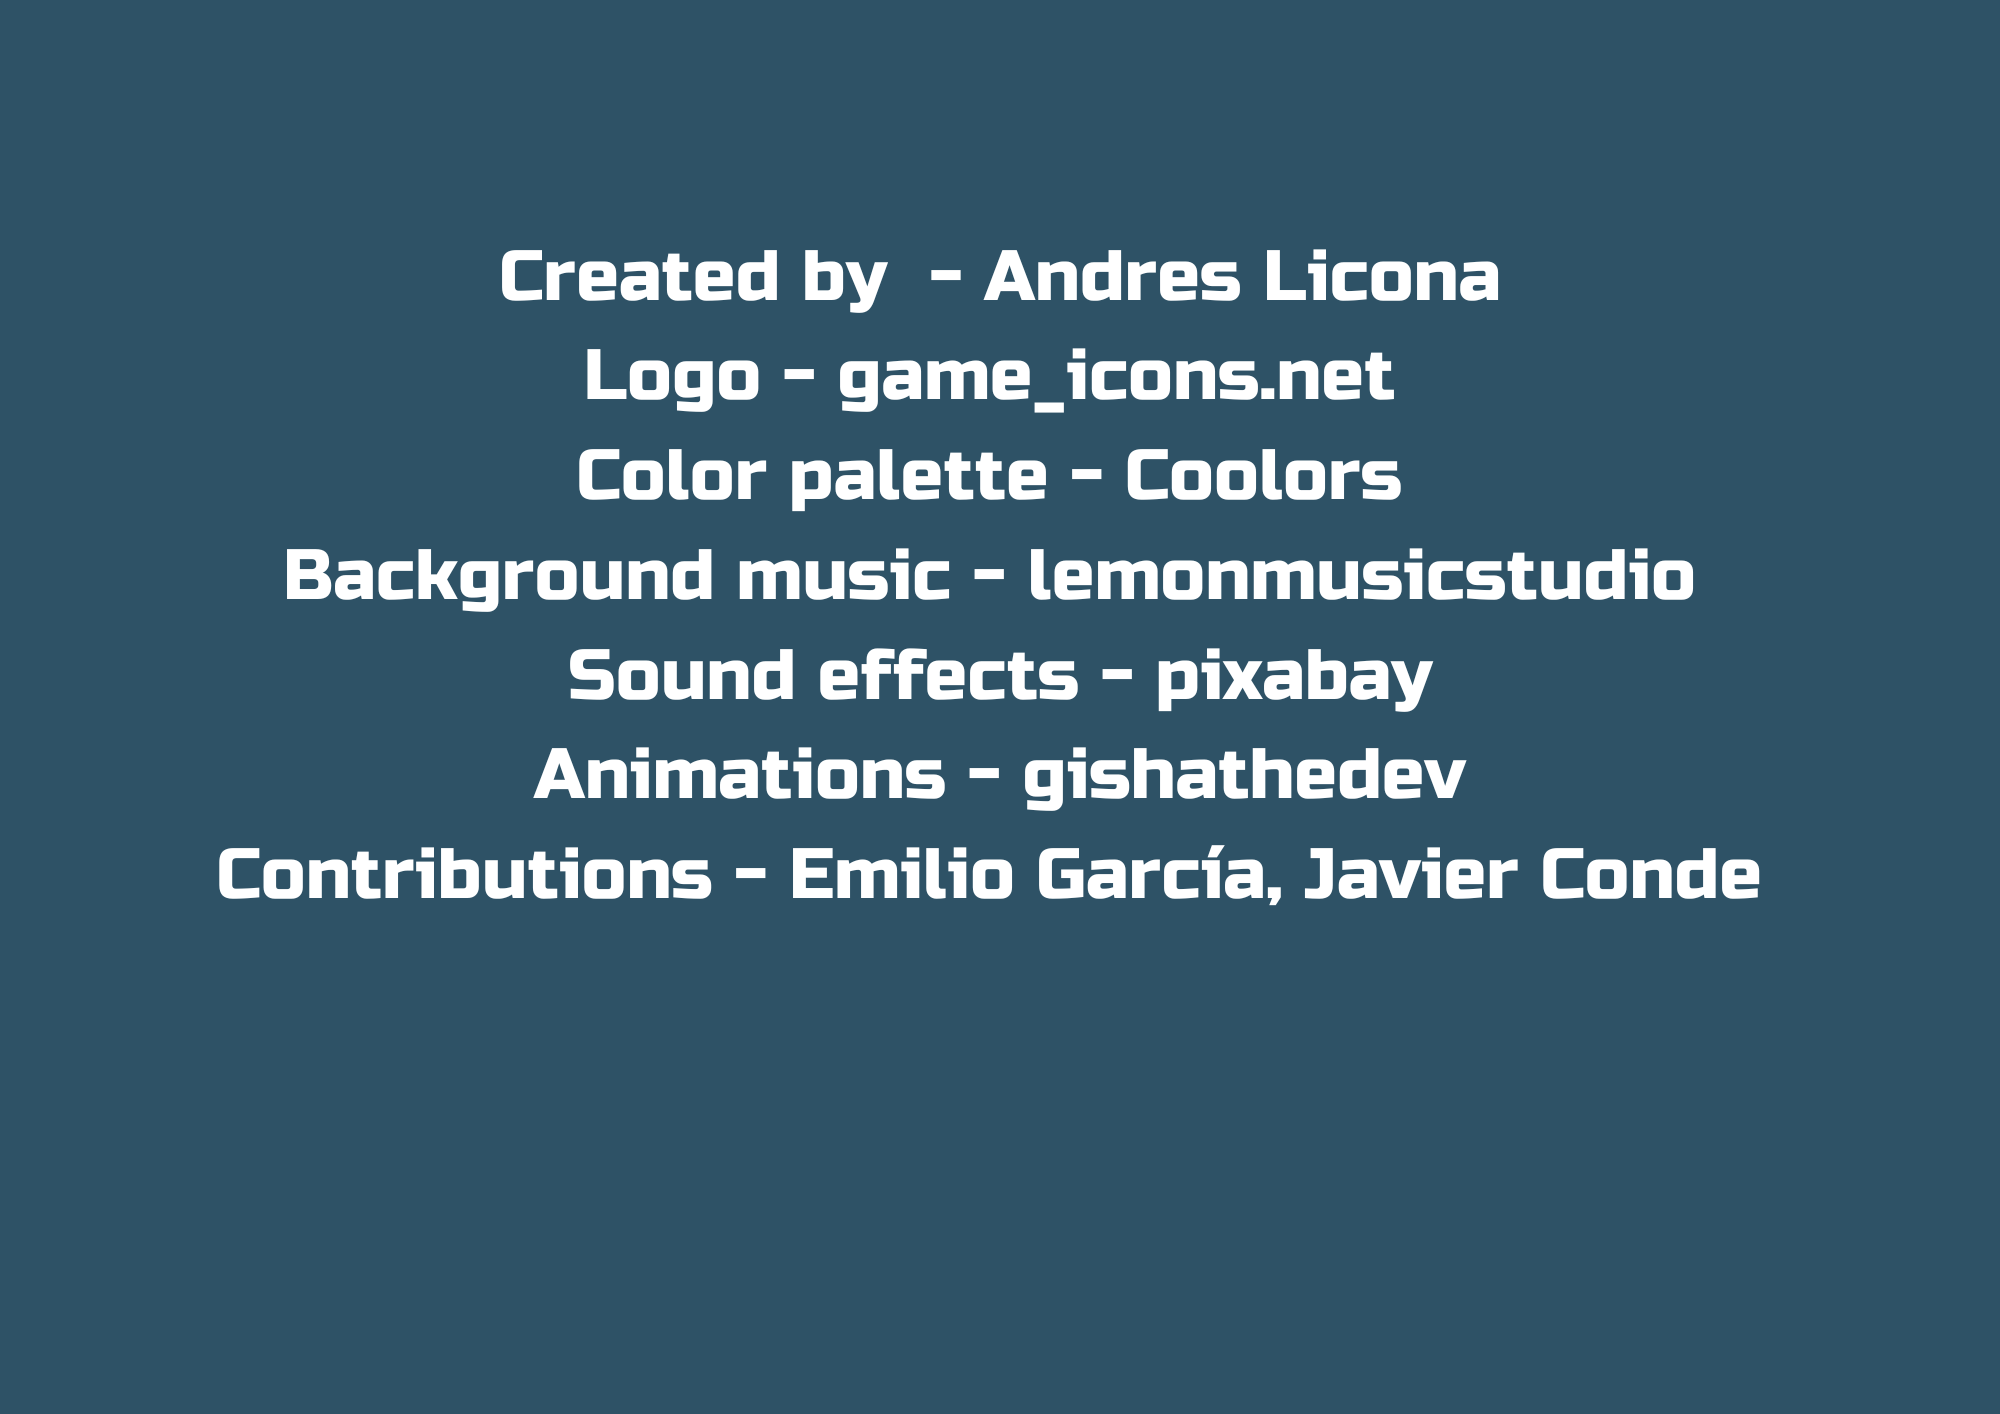 Created by  - Andres Licona
Logo - game_icons.net
Color palette - Coolors
Background music - lemonmusicstudio
Sound effects - pixabay
Animations - gishathedev
Contributions - Emilio García, Javier Conde